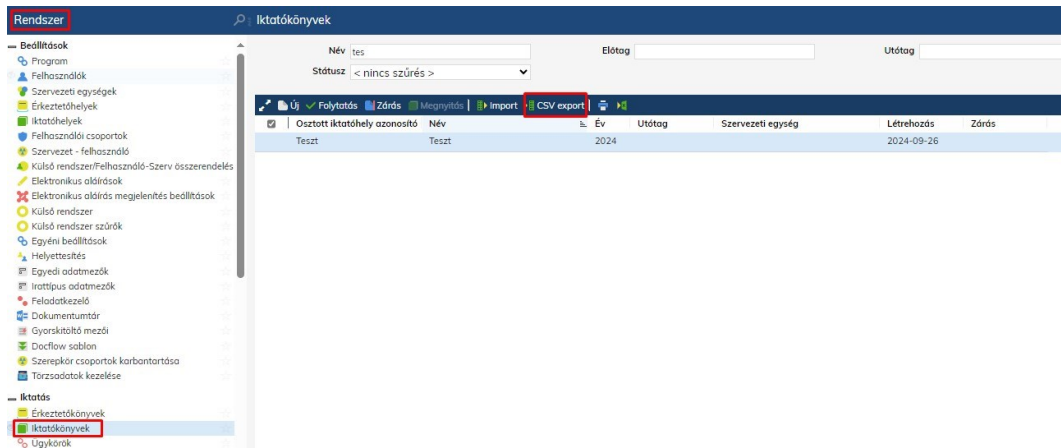 Rendszer
Iktatókönyvek
Beállítások
Program
Felhasználók
Szervezeti egységek
Érkeztetőhelyek
Iktatóhelyek
Felhasználói csoportok
Szervezet - felhasználó
Külső rendszer/Felhasználó-Szerv összerendelés
Elektronikus aláírások
Elektronikus aláírás megjelenítés beállítások
Külső rendszer
Külső rendszer szűrők
Egyéni beállítások
Helyettesítés
Egyedi adatmezők
Irattípus adatmezők
Feladatkezelő
Documentumtár
Gyorskitöltő mezői
Docflow sablon
Szerepkör csoportok karbantartása
Törzsadatok kezelése
Iktatás
Érkeztetőkönyvek
Iktatókönyvek
Ügykörök
Név tes Előtag Utótag
Státusz < nincs szűrés >
Új Folytatás Zárás Megnyitás Import CSV export
Osztott iktatóhely azonosító Név Év Utótag Szervezeti egység Létrehozás Zárás
Teszt Teszt 2024 2024-09-26